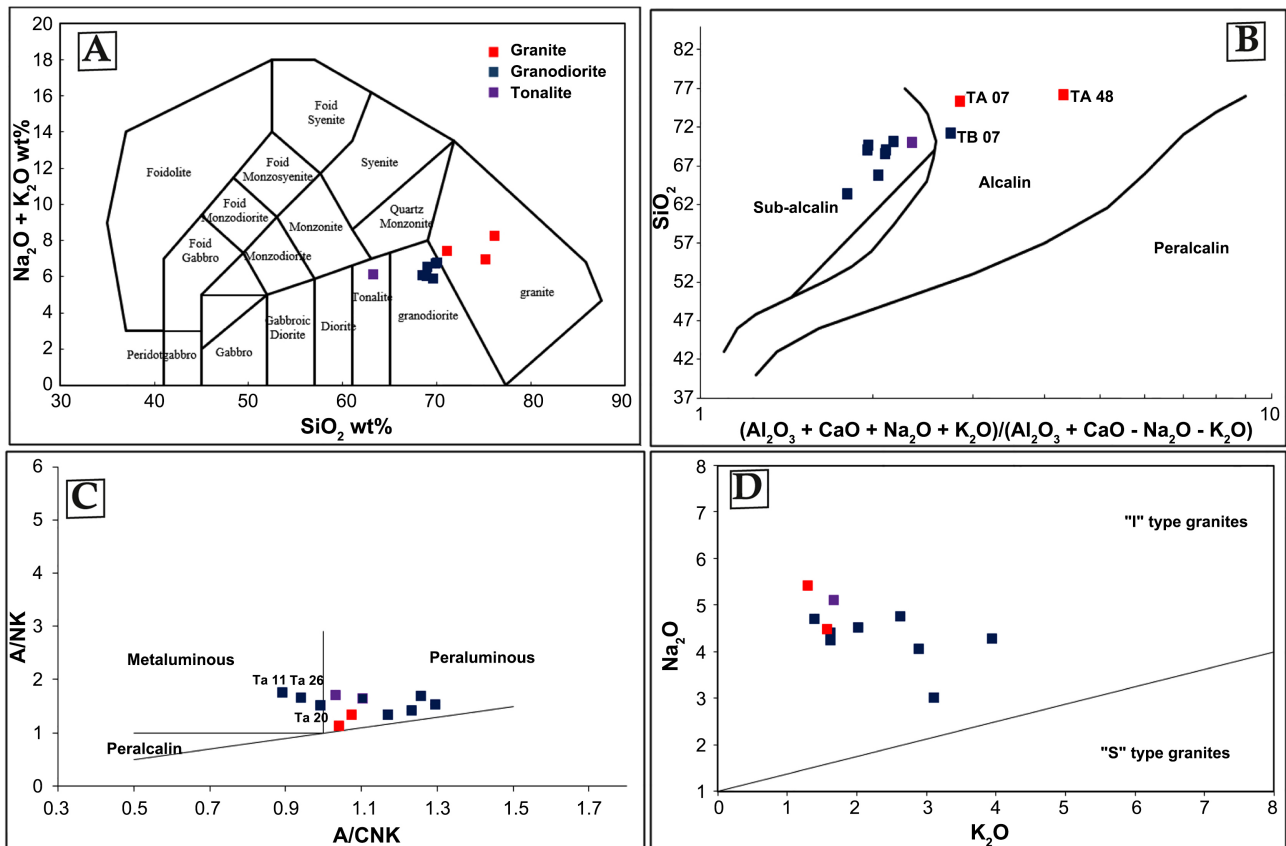 A
Granite
Granodiorite
Tonalite
20
18
16
14
12
10
8
6
4
2
0
Na₂O + K₂O wt%
Foid
Syenite
Foidolite
Foid
Monzosyenite
Syenite
Foid
Monzodiorite
Monzonite
Quartz
Monzonite
Foid
Gabbro
Monzodiorite
Peridotgabbro
Gabbro
Gabbroic
Diorite
Diorite
Tonalite
granodiorite
granite
30 40 50 60 70 80 90
SiO₂ wt%
B
82
77
72
67
62
57
52
47
42
37
SiO₂
TA 07
TA 48
TB 07
Sub-alcalin
Alcalin
Peralcalin
1 10
(Al₂O₃ + CaO + Na₂O + K₂O)/(Al₂O₃ + CaO - Na₂O - K₂O)
C
6
5
4
3
2
1
0
A/NK
Metaluminous
Peraluminous
Ta 11 Ta 26
Ta 20
Peralcalin
0.3 0.5 0.7 0.9 1.1 1.3 1.5 1.7
A/CNK
D
8
7
6
5
4
3
2
1
Na₂O
"I" type granites
"S" type granites
0 1 2 3 4 5 6 7 8
K₂O